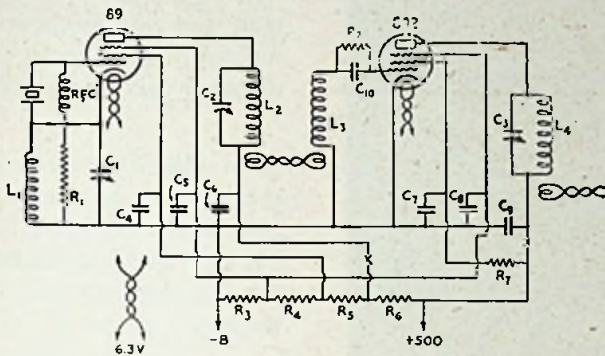 89
RFC
C₁
L₁
R₁
C₄
C₅
C₂
L₂
C₆
L₃
C₁₀
C₇
C₈
C₃
L₄
C₉
R₇
R₃
R₄
R₅
R₆
6.3 V
-B
+500